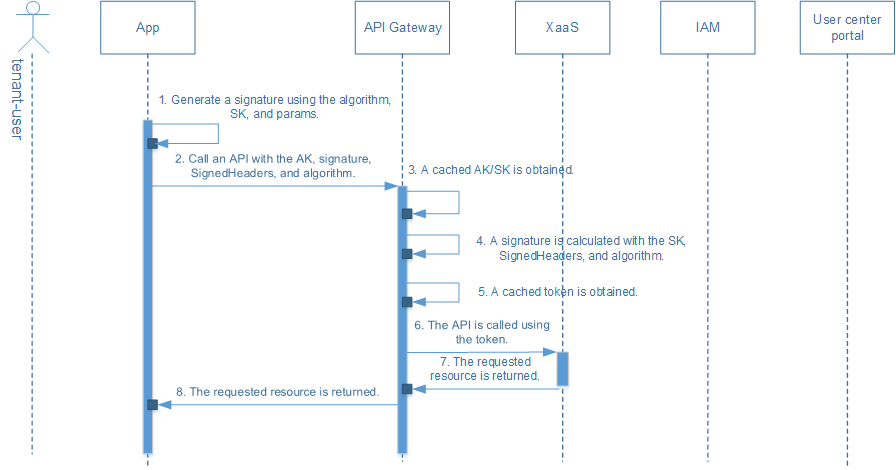 App
API Gateway
XaaS
IAM
User center
portal
tenant-user
1. Generate a signature using the algorithm,
SK, and params.
2. Call an API with the AK, signature,
SignedHeaders, and algorithm.
3. A cached AK/SK is obtained.
4. A signature is calculated with the SK,
SignedHeaders, and algorithm.
5. A cached token is obtained.
6. The API is called using
the token.
7. The requested
resource is returned.
8. The requested resource is returned.